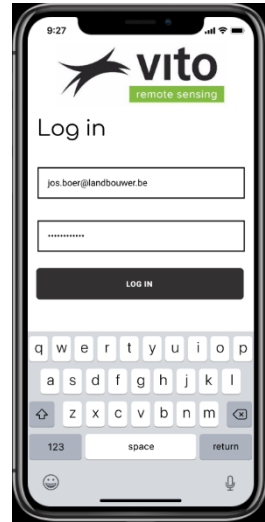 9:27
vito
remote sensing
Log in
jos.boer@landbouwer.be
••••••••••••
LOG IN
q w e r t y u i o p
a s d f g h j k l
z x c v b n m
123 space return